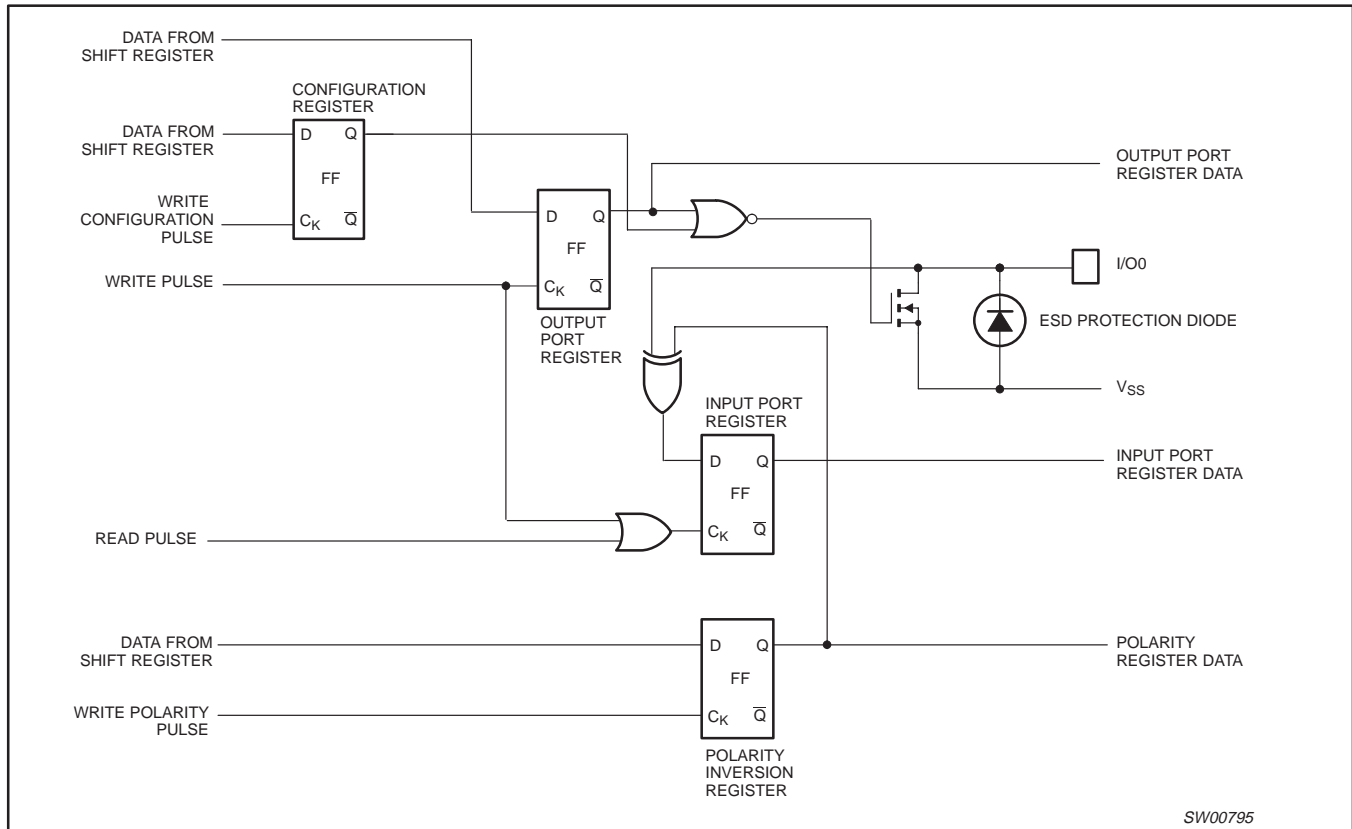 DATA FROM
SHIFT REGISTER
CONFIGURATION
REGISTER
DATA FROM
SHIFT REGISTER
D Q
FF
CK Q̅
WRITE
CONFIGURATION
PULSE
OUTPUT PORT
REGISTER DATA
D Q
FF
CK Q̅
WRITE PULSE
OUTPUT
PORT
REGISTER
I/O0
ESD PROTECTION DIODE
VSS
INPUT PORT
REGISTER
D Q
FF
CK Q̅
INPUT PORT
REGISTER DATA
READ PULSE
DATA FROM
SHIFT REGISTER
D Q
FF
CK Q̅
POLARITY
REGISTER DATA
WRITE POLARITY
PULSE
POLARITY
INVERSION
REGISTER
SW00795